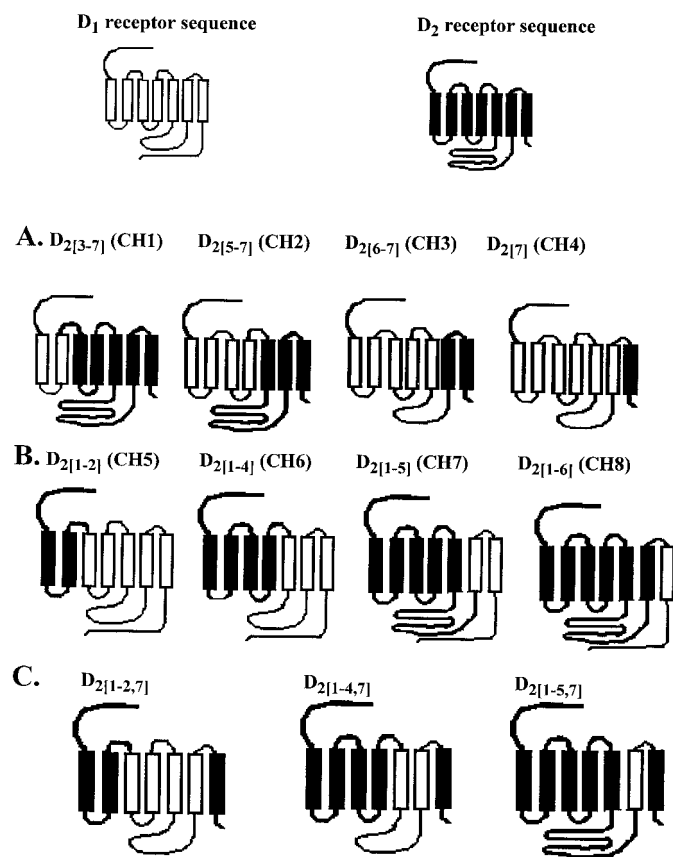 D1 receptor sequence D2 receptor sequence
A. D2[3-7] (CH1) D2[5-7] (CH2) D2[6-7] (CH3) D2[7] (CH4)
B. D2[1-2] (CH5) D2[1-4] (CH6) D2[1-5] (CH7) D2[1-6] (CH8)
C. D2[1-2,7] D2[1-4,7] D2[1-5,7]